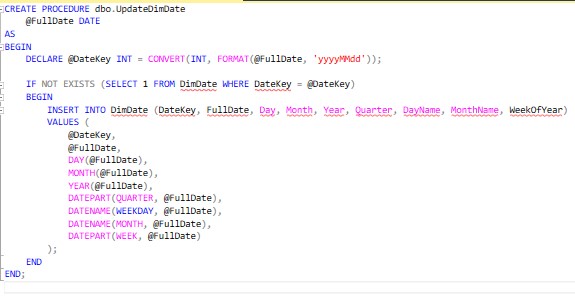 CREATE PROCEDURE dbo.UpdateDimDate
@FullDate DATE
AS
BEGIN
DECLARE @DateKey INT = CONVERT(INT, FORMAT(@FullDate, 'yyyyMMdd'));
IF NOT EXISTS (SELECT 1 FROM DimDate WHERE DateKey = @DateKey)
BEGIN
INSERT INTO DimDate (DateKey, FullDate, Day, Month, Year, Quarter, DayName, MonthName, WeekOfYear)
VALUES (
@DateKey,
@FullDate,
DAY(@FullDate),
MONTH(@FullDate),
YEAR(@FullDate),
DATEPART(QUARTER, @FullDate),
DATENAME(WEEKDAY, @FullDate),
DATENAME(MONTH, @FullDate),
DATEPART(WEEK, @FullDate)
);
END
END;